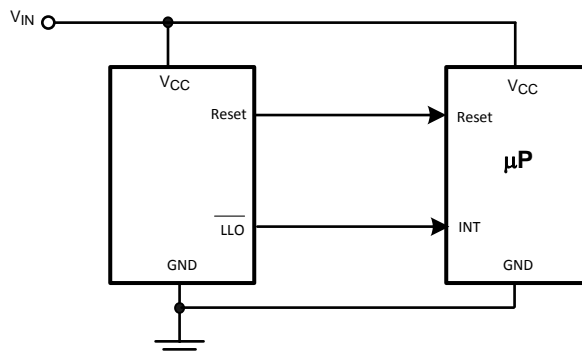 VIN
VCC
VCC
Reset
Reset
μP
LLO
INT
GND
GND